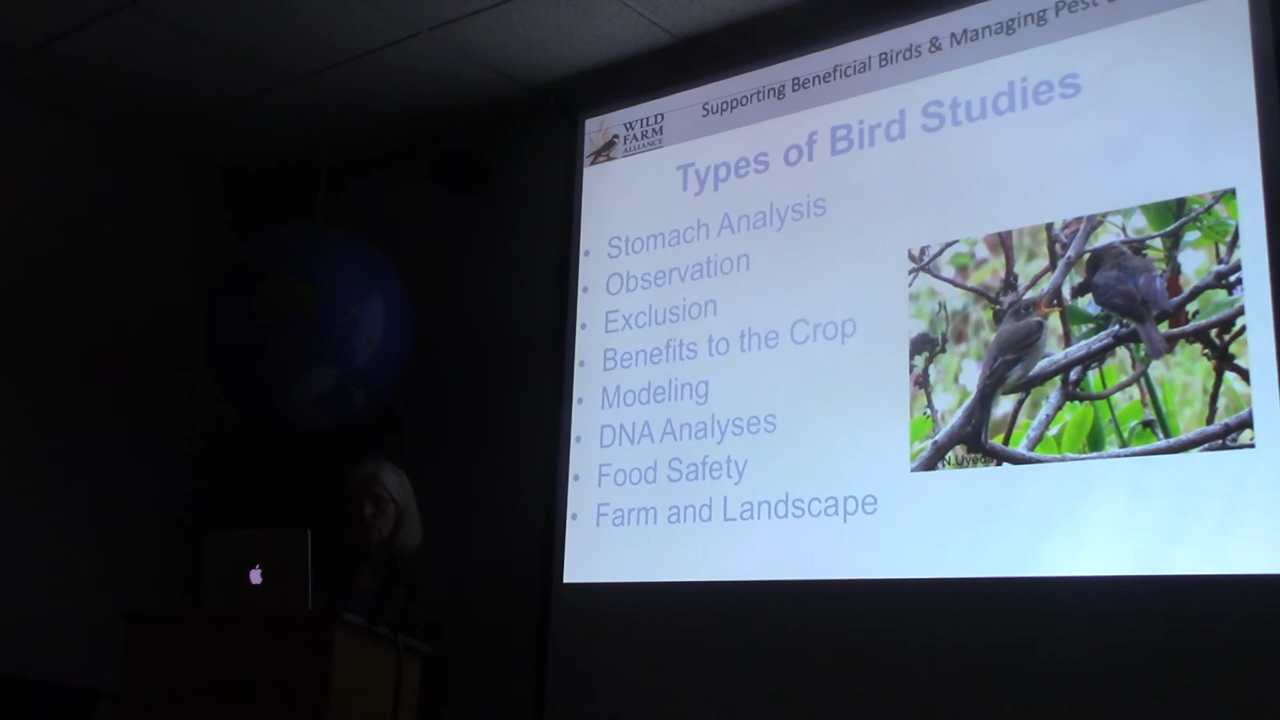 Supporting Beneficial Birds & Managing Pest
WILD
FARM
ALLIANCE
Types of Bird Studies
• Stomach Analysis
• Observation
• Exclusion
• Benefits to the Crop
• Modeling
• DNA Analyses
• Food Safety
• Farm and Landscape
N.Uyeda